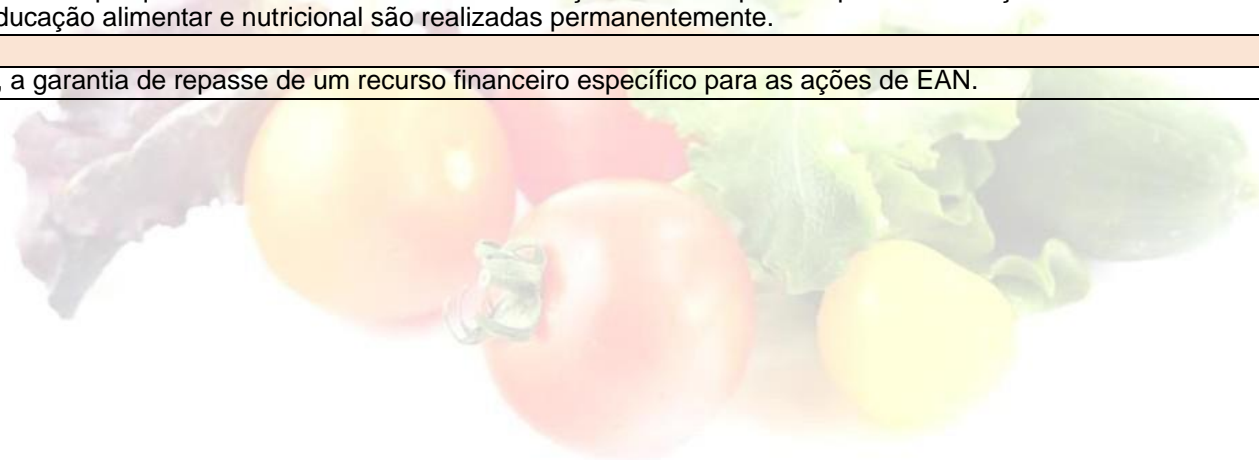 ducação alimentar e nutricional são realizadas permanentemente.
, a garantia de repasse de um recurso financeiro específico para as ações de EAN.